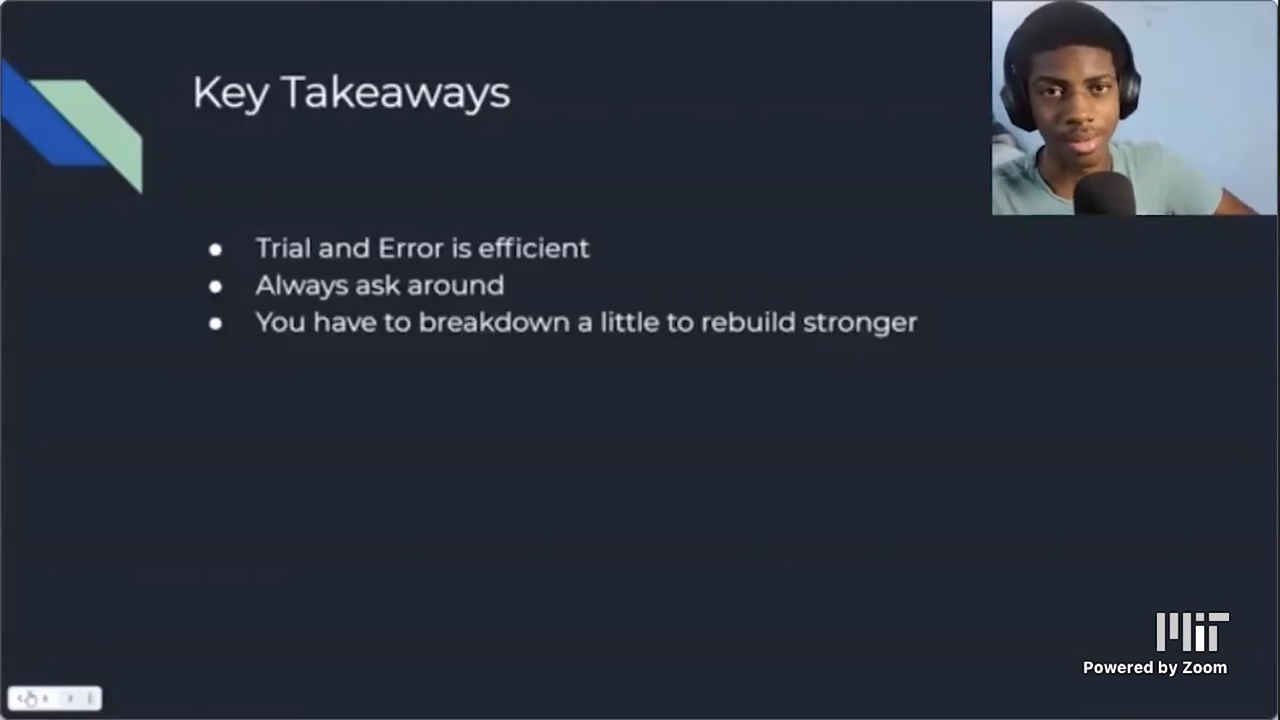 Key Takeaways
● Trial and Error is efficient
● Always ask around
● You have to breakdown a little to rebuild stronger
MIT
Powered by Zoom